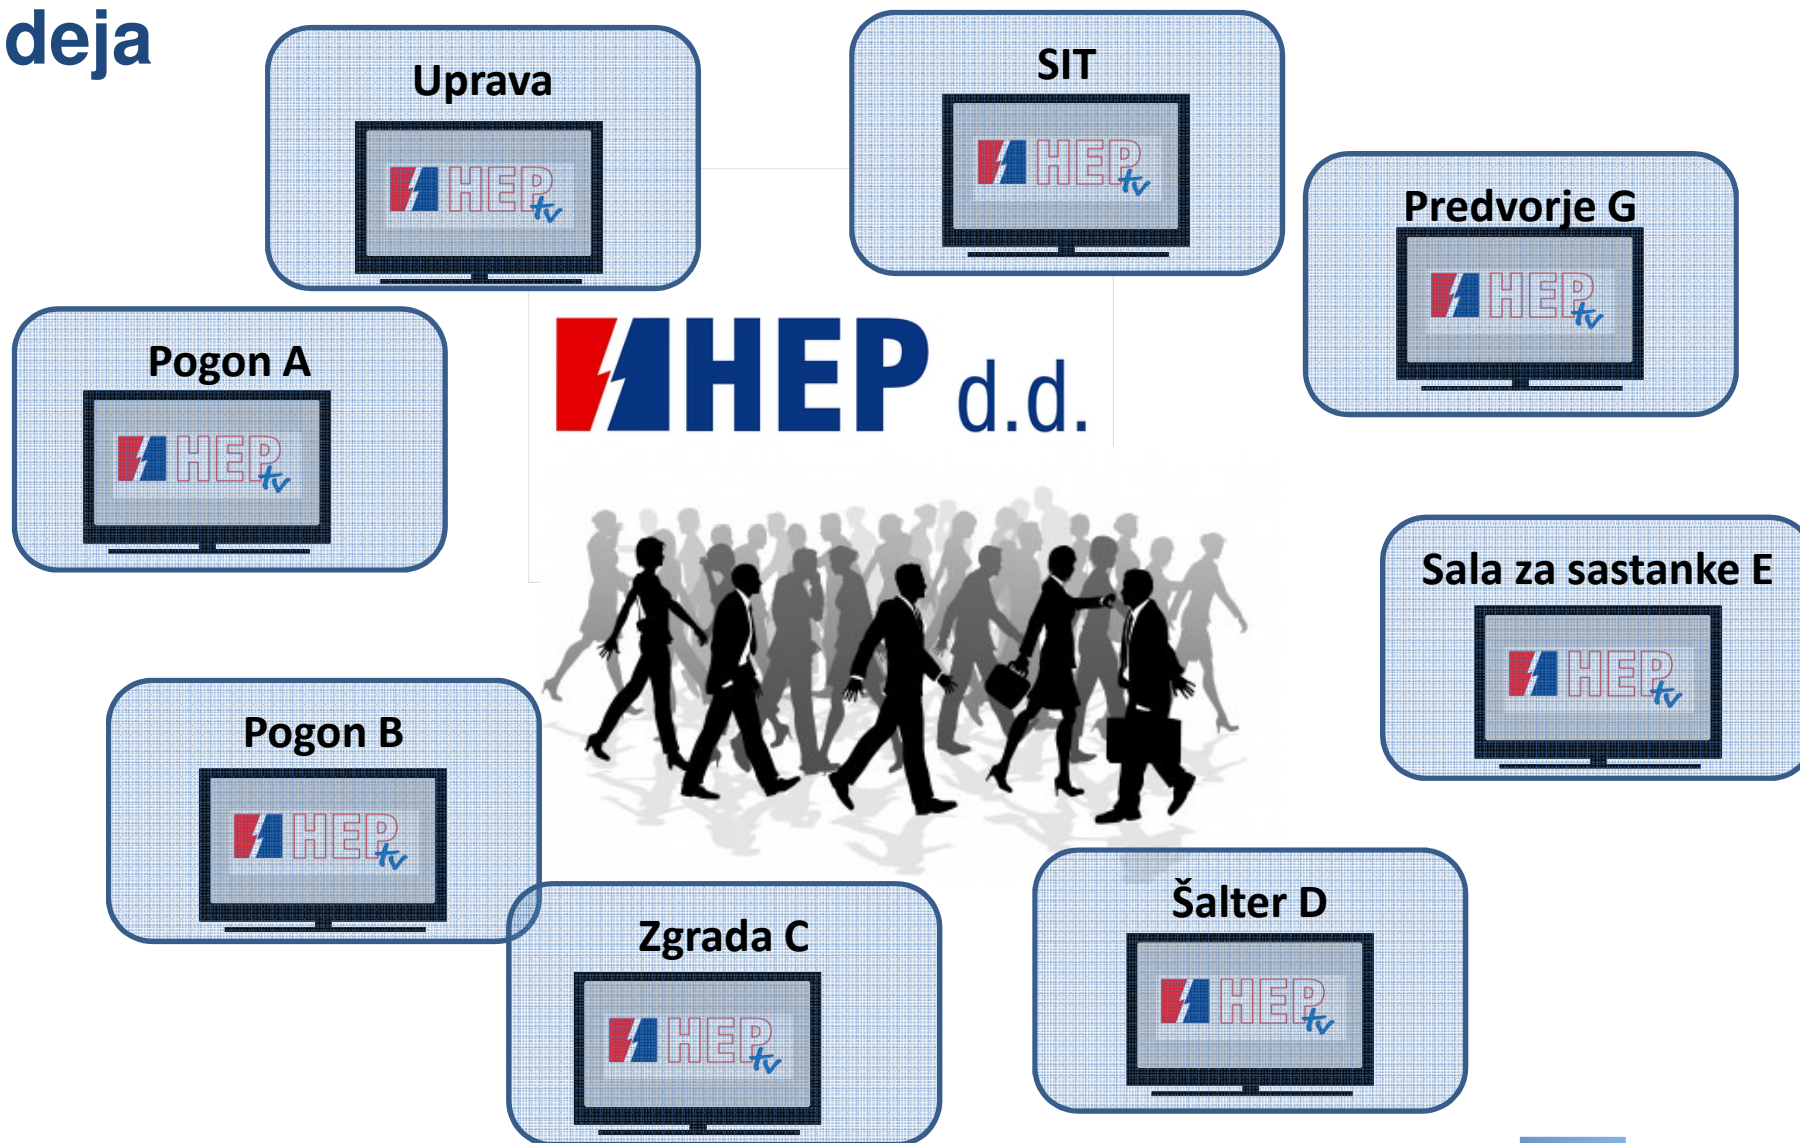 deja
Uprava
HEP
tv
SIT
HEP
tv
Predvorje G
HEP
tv
Pogon A
HEP
tv
HEP d.d.
Sala za sastanke E
HEP
tv
Pogon B
HEP
tv
Zgrada C
HEP
tv
Šalter D
HEP
tv